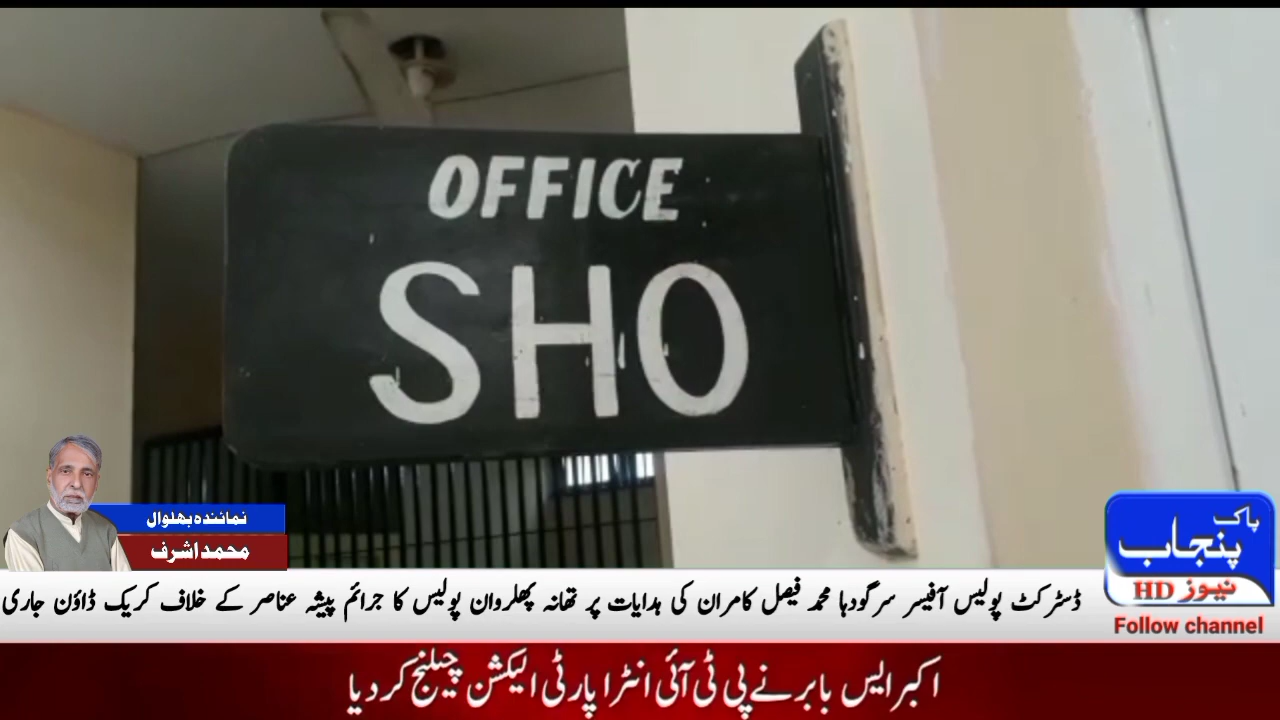 OFFICE
SHO
نمائندہ بھلوال
محمد اشرف
پاک
پنجاب
نیوز HD
Follow channel
ڈسٹرکٹ پولیس آفیسر سرگودہا محمد فیصل کامران کی ہدایات پر تھانہ پھلروان پولیس کا جرائم پیشہ عناصر کے خلاف کریک ڈاؤن جاری
اکبر ایس بابر نے پی ٹی آئی انٹرا پارٹی الیکشن چیلنج کر دیا